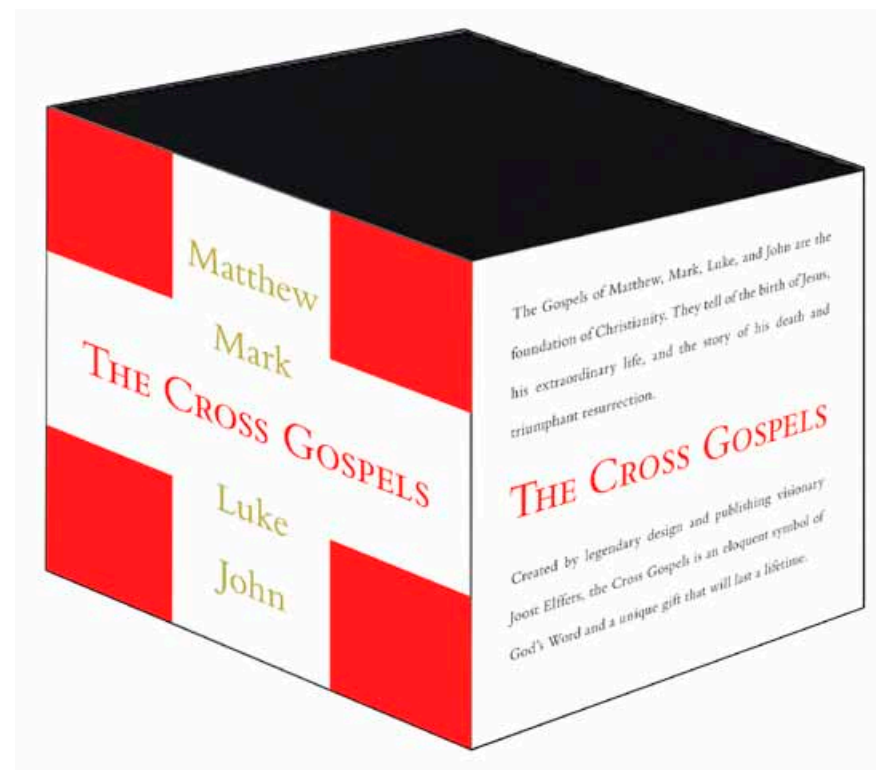 Matthew
Mark
THE CROSS GOSPELS
Luke
John
The Gospels of Matthew, Mark, Luke, and John are the
foundation of Christianity. They tell of the birth of Jesus,
his extraordinary life, and the story of his death and
triumphant resurrection.
THE CROSS GOSPELS
Created by legendary design and publishing visionary
Joost Elffers, the Cross Gospels is an eloquent symbol of
God's Word and a unique gift that will last a lifetime.